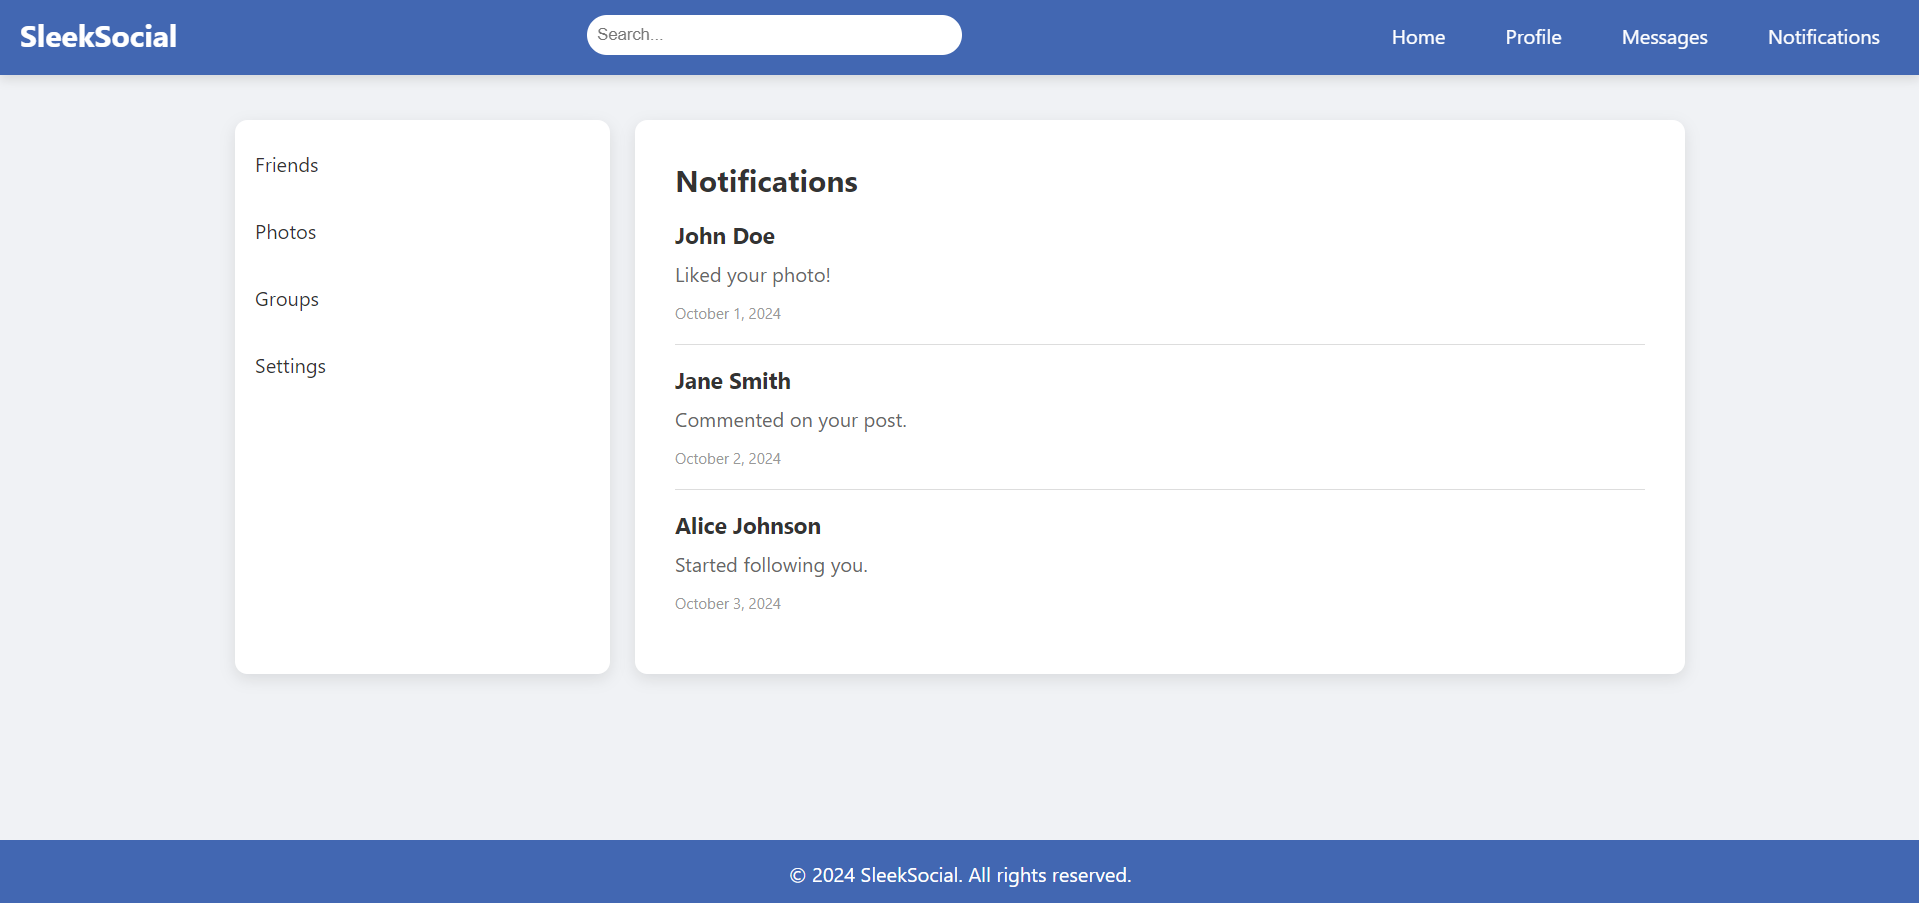 SleekSocial
Search...
Home
Profile
Messages
Notifications
Friends
Photos
Groups
Settings
Notifications
John Doe
Liked your photo!
October 1, 2024
Jane Smith
Commented on your post.
October 2, 2024
Alice Johnson
Started following you.
October 3, 2024
© 2024 SleekSocial. All rights reserved.